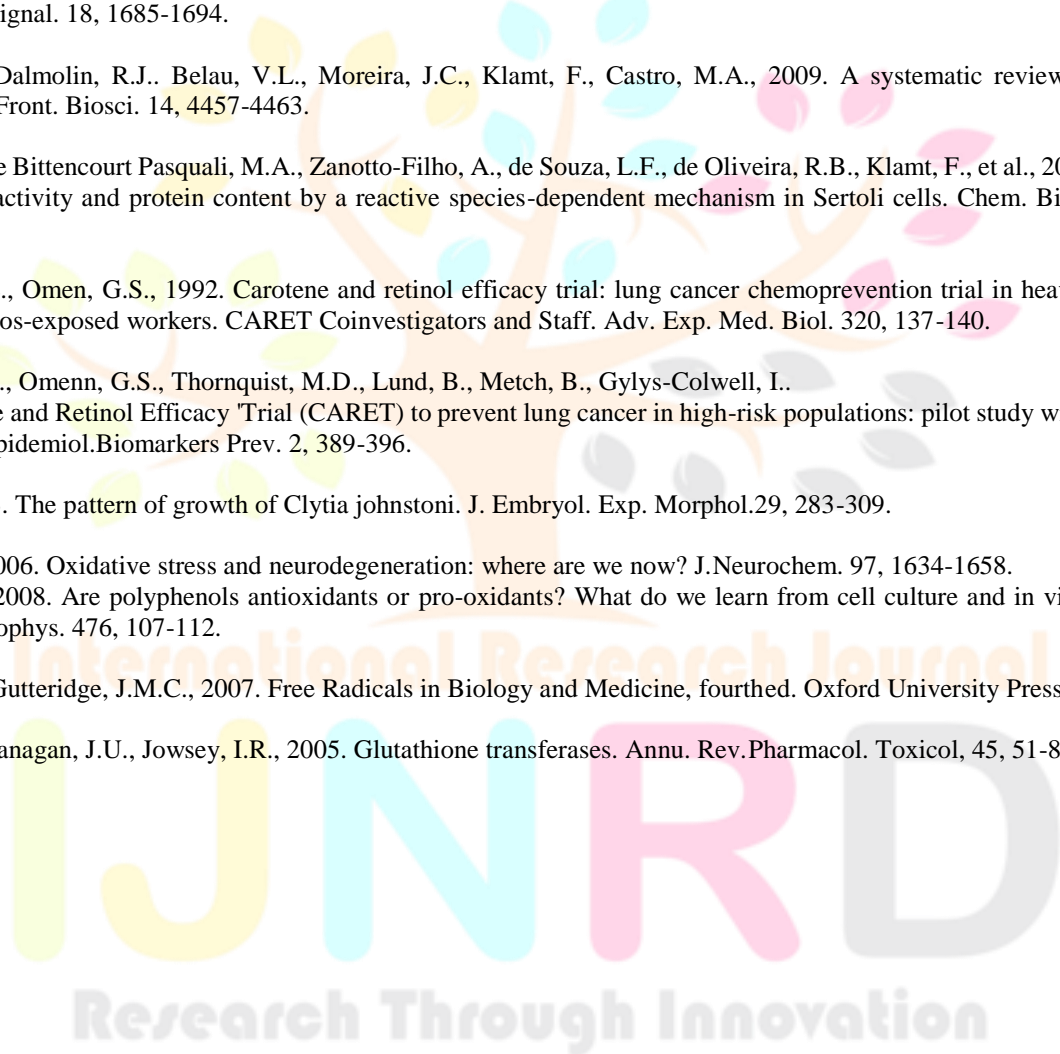 ignal. 18, 1685-1694.
Dalmolin, R.J.. Belau, V.L., Moreira, J.C., Klamt, F., Castro, M.A., 2009. A systematic review
Front. Biosci. 14, 4457-4463.
e Bittencourt Pasquali, M.A., Zanotto-Filho, A., de Souza, L.F., de Oliveira, R.B., Klamt, F., et al., 20
activity and protein content by a reactive species-dependent mechanism in Sertoli cells. Chem. Bi
., Omen, G.S., 1992. Carotene and retinol efficacy trial: lung cancer chemoprevention trial in hea
os-exposed workers. CARET Coinvestigators and Staff. Adv. Exp. Med. Biol. 320, 137-140.
., Omenn, G.S., Thornquist, M.D., Lund, B., Metch, B., Gylys-Colwell, I..
e and Retinol Efficacy 'Trial (CARET) to prevent lung cancer in high-risk populations: pilot study w
pidemiol.Biomarkers Prev. 2, 389-396.
. The pattern of growth of Clytia johnstoni. J. Embryol. Exp. Morphol.29, 283-309.
006. Oxidative stress and neurodegeneration: where are we now? J.Neurochem. 97, 1634-1658.
2008. Are polyphenols antioxidants or pro-oxidants? What do we learn from cell culture and in vi
ophys. 476, 107-112.
International Research Journal
Gutteridge, J.M.C., 2007. Free Radicals in Biology and Medicine, fourthed. Oxford University Press
anagan, J.U., Jowsey, I.R., 2005. Glutathione transferases. Annu. Rev.Pharmacol. Toxicol, 45, 51-8
IJNRD
Research Through Innovation